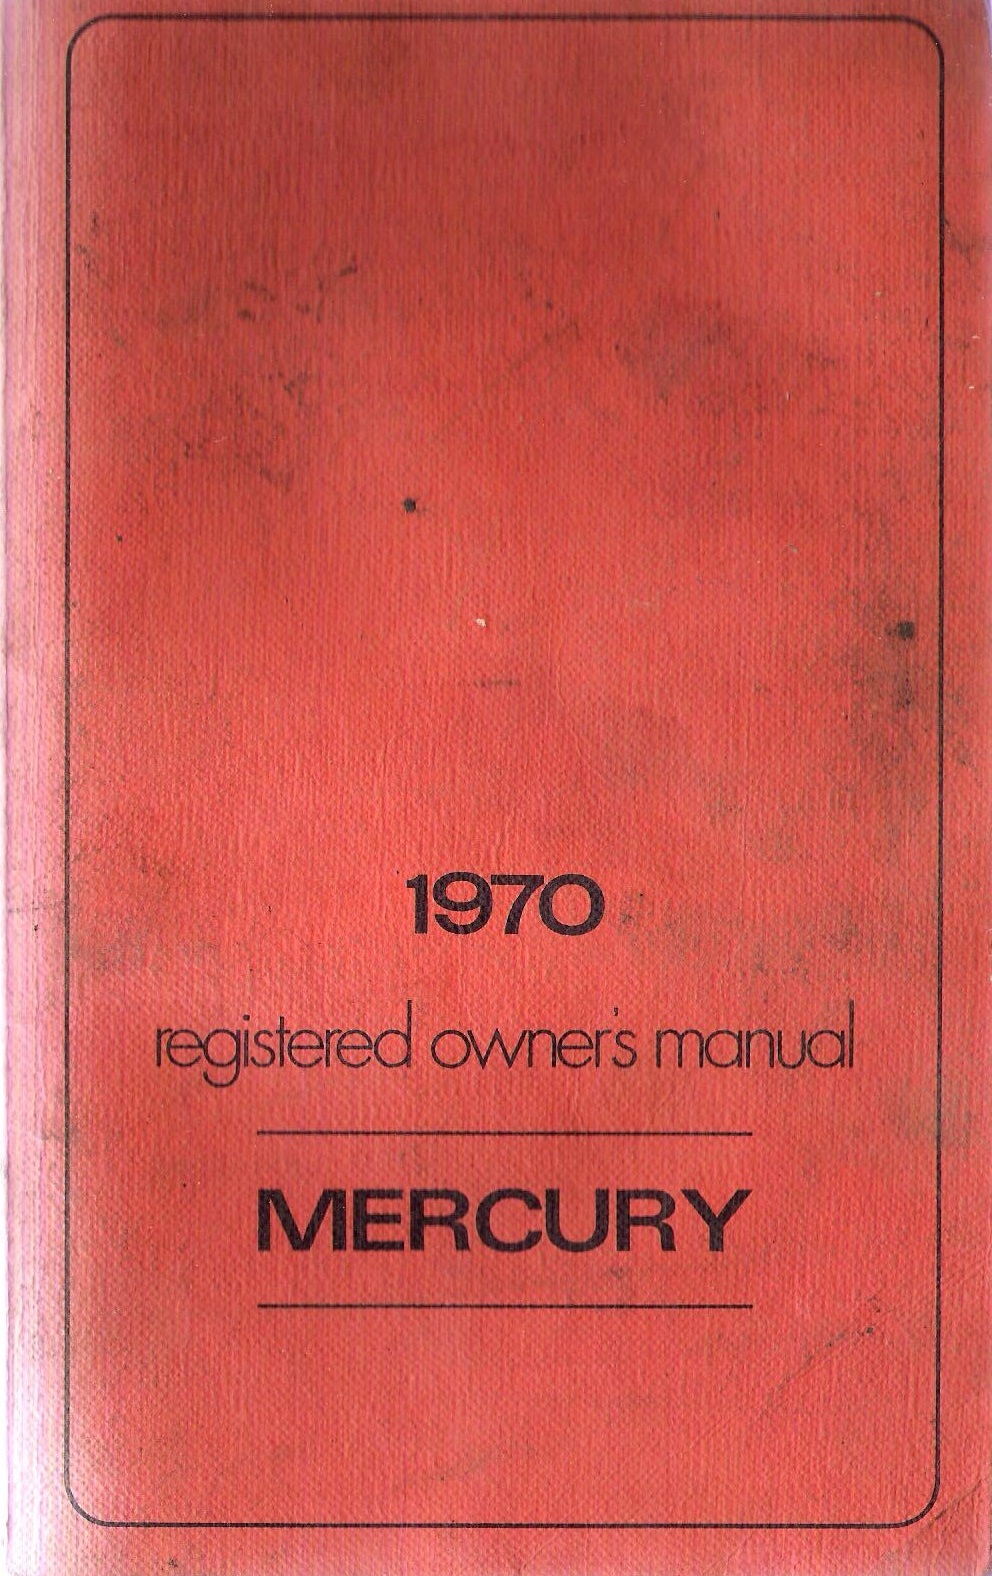 1970
registered owner's manual
MERCURY